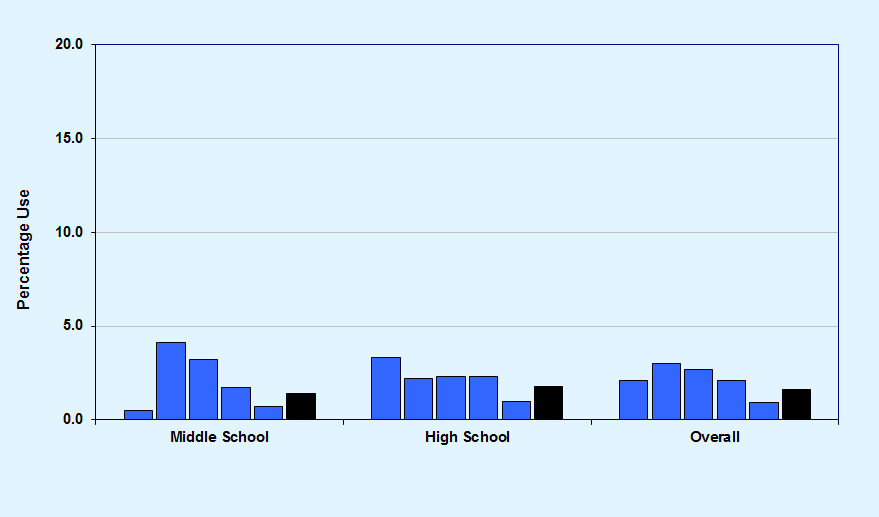 20.0
15.0
10.0
5.0
0.0
Percentage Use
Middle School
High School
Overall